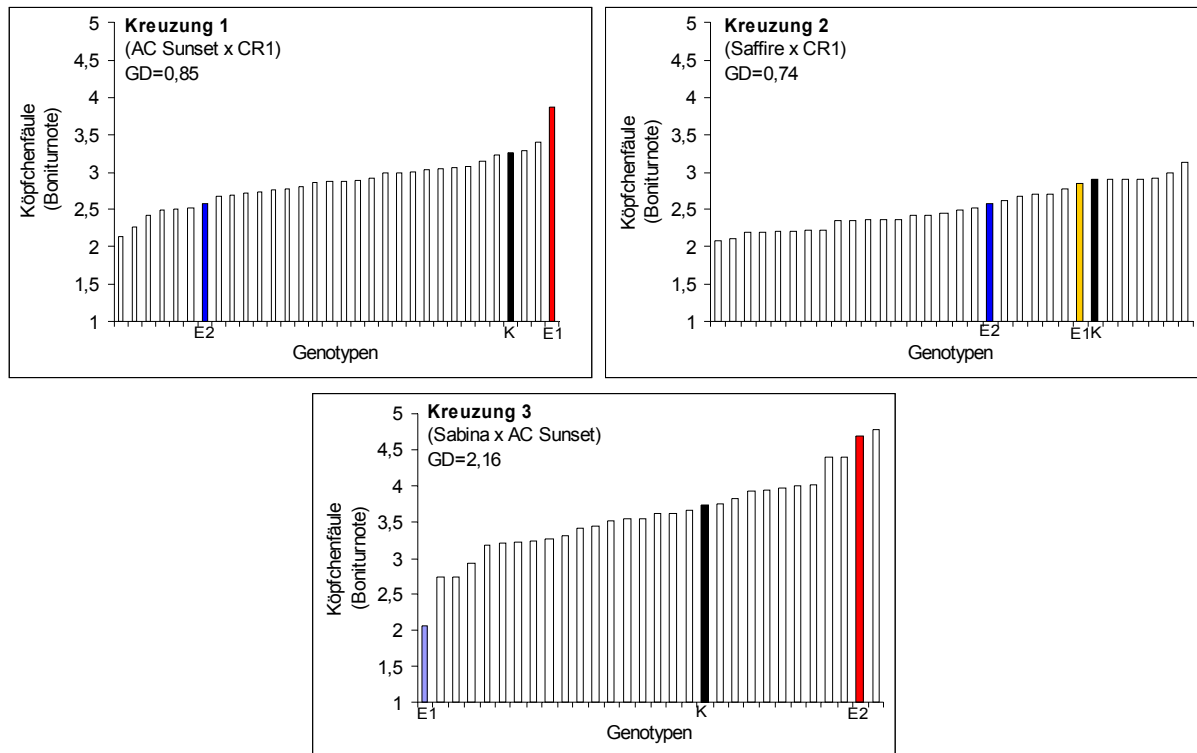 Kreuzung 1
(AC Sunset x CR1)
GD=0,85
Köpfchenfäule
(Boniturnote)
5
4,5
4
3,5
3
2,5
2
1,5
1
E2
K
E1
Genotypen
Kreuzung 2
(Saffire x CR1)
GD=0,74
Köpfchenfäule
(Boniturnote)
5
4,5
4
3,5
3
2,5
2
1,5
1
E2
E1
K
Genotypen
Kreuzung 3
(Sabina x AC Sunset)
GD=2,16
Köpfchenfäule
(Boniturnote)
5
4,5
4
3,5
3
2,5
2
1,5
1
E1
K
E2
Genotypen